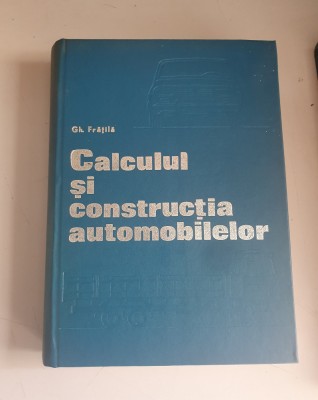 Gh. Frățilă
Calculul
și
construcția
automobilelor